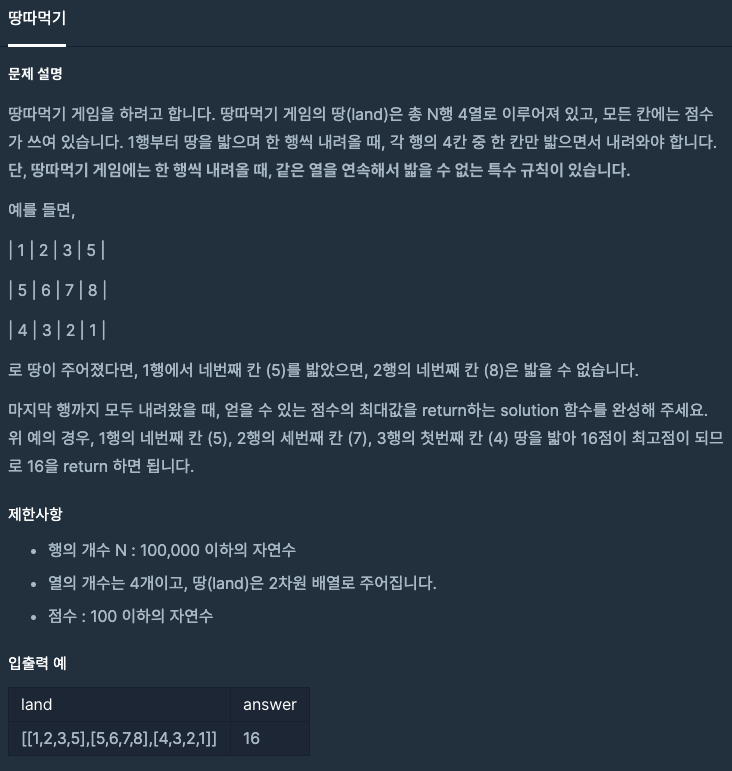 땅따먹기
문제 설명
땅따먹기 게임을 하려고 합니다. 땅따먹기 게임의 땅(land)은 총 N행 4열로 이루어져 있고, 모든 칸에는 점수
가 쓰여 있습니다. 1행부터 땅을 밟으며 한 행씩 내려올 때, 각 행의 4칸 중 한 칸만 밟으면서 내려와야 합니다.
단, 땅따먹기 게임에는 한 행씩 내려올 때, 같은 열을 연속해서 밟을 수 없는 특수 규칙이 있습니다.
예를 들면,
| 1 | 2 | 3 | 5 |
| 5 | 6 | 7 | 8 |
| 4 | 3 | 2 | 1 |
로 땅이 주어졌다면, 1행에서 네번째 칸 (5)를 밟았으면, 2행의 네번째 칸 (8)은 밟을 수 없습니다.
마지막 행까지 모두 내려왔을 때, 얻을 수 있는 점수의 최대값을 return하는 solution 함수를 완성해 주세요.
위 예의 경우, 1행의 네번째 칸 (5), 2행의 세번째 칸 (7), 3행의 첫번째 칸 (4) 땅을 밟아 16점이 최고점이 되므
로 16을 return 하면 됩니다.
제한사항
• 행의 개수 N : 100,000 이하의 자연수
• 열의 개수는 4개이고, 땅(land)은 2차원 배열로 주어집니다.
• 점수 : 100 이하의 자연수
입출력 예
land answer
[[1,2,3,5],[5,6,7,8],[4,3,2,1]] 16